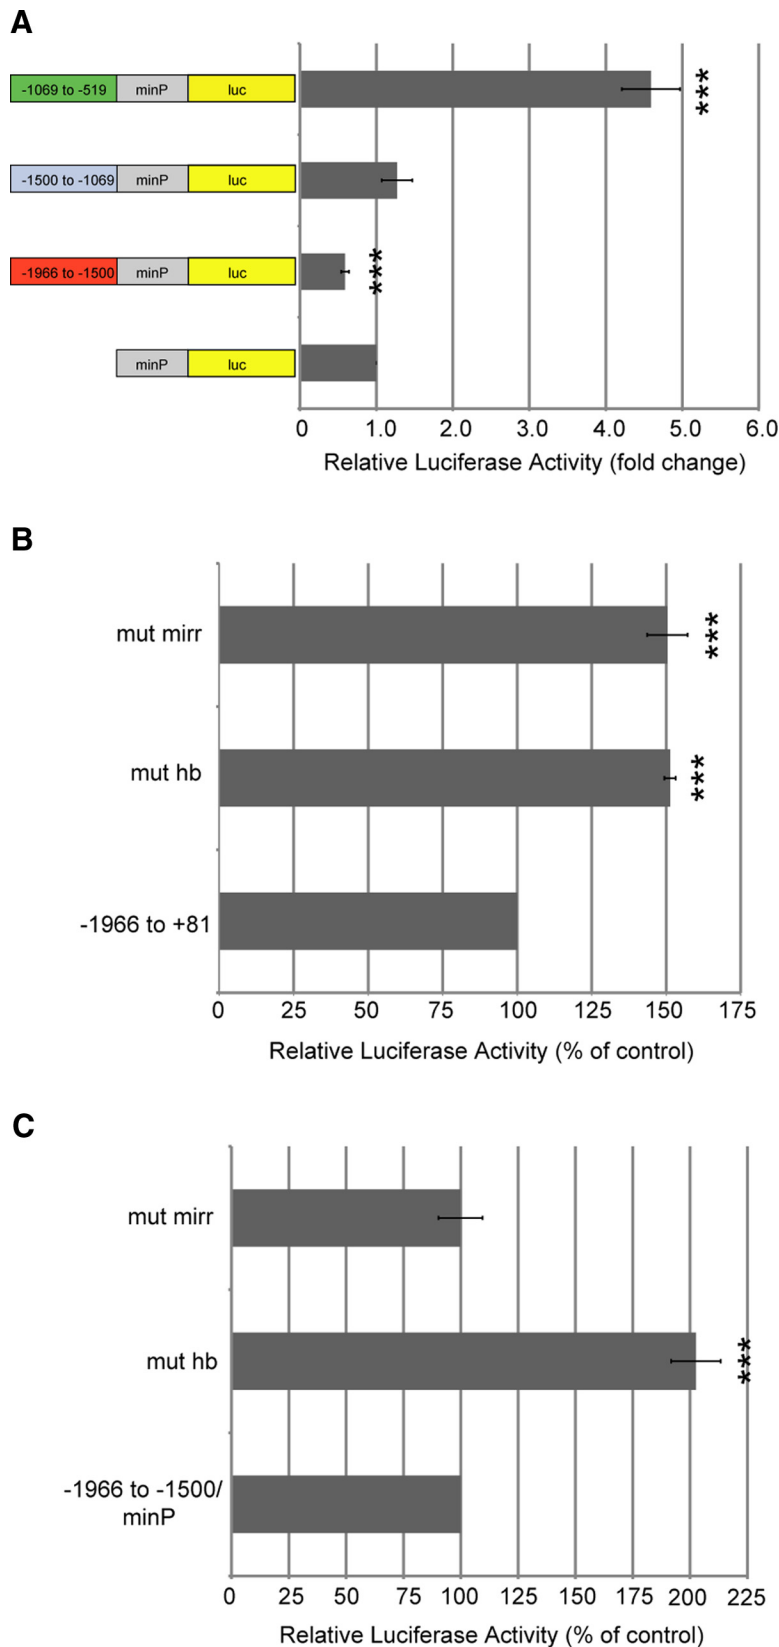 A
-1069 to -519 minP luc
***
-1500 to -1069 minP luc
-1966 to -1500 minP luc
***
minP luc
0 1.0 2.0 3.0 4.0 5.0 6.0
Relative Luciferase Activity (fold change)
B
mut mirr
***
mut hb
***
-1966 to +81
0 25 50 75 100 125 150 175
Relative Luciferase Activity (% of control)
C
mut mirr
mut hb
***
-1966 to -1500/
minP
0 25 50 75 100 125 150 175 200 225
Relative Luciferase Activity (% of control)